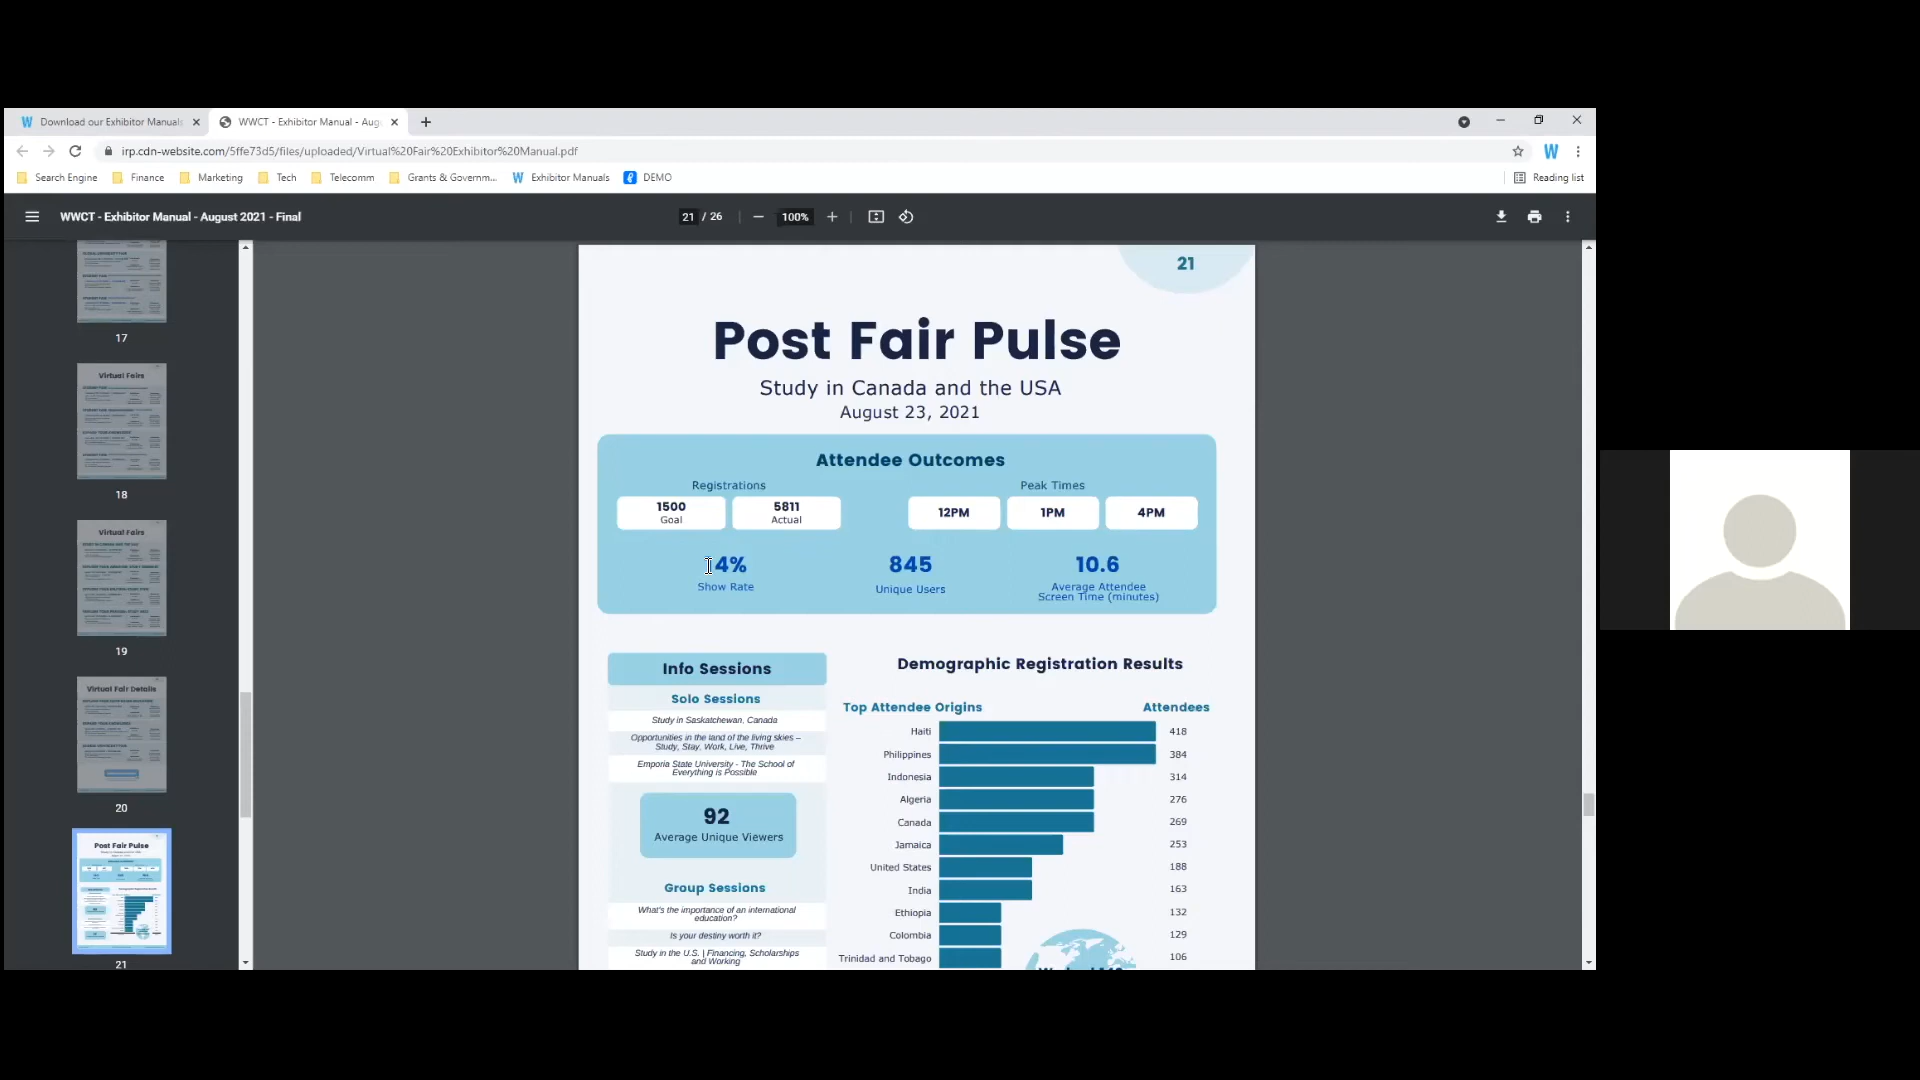 Download our Exhibitor Manuals
WWCT - Exhibitor Manual - Aug
irp.cdn-website.com/5ffe73d5/files/uploaded/Virtual%20Fair%20Exhibitor%20Manual.pdf
Search Engine
Finance
Marketing
Tech
Telecomm
Grants & Governm...
Exhibitor Manuals
DEMO
Reading list
WWCT - Exhibitor Manual - August 2021 - Final
21 / 26
100%
17
Virtual Fairs
18
Virtual Fairs
19
Virtual Fair Details
20
Post Fair Pulse
21
21
Post Fair Pulse
Study in Canada and the USA
August 23, 2021
Attendee Outcomes
Registrations
Peak Times
1500
Goal
5811
Actual
12PM
1PM
4PM
4%
Show Rate
845
Unique Users
10.6
Average Attendee
Screen Time (minutes)
Info Sessions
Solo Sessions
Study in Saskatchewan, Canada
Opportunities in the land of the living skies –
Study, Stay, Work, Live, Thrive
Emporia State University - The School of
Everything is Possible
92
Average Unique Viewers
Group Sessions
What's the importance of an international
education?
Is your destiny worth it?
Study in the U.S. | Financing, Scholarships
and Working
Demographic Registration Results
Top Attendee Origins
Attendees
Haiti 418
Philippines 384
Indonesia 314
Algeria 276
Canada 269
Jamaica 253
United States 188
India 163
Ethiopia 132
Colombia 129
Trinidad and Tobago 106